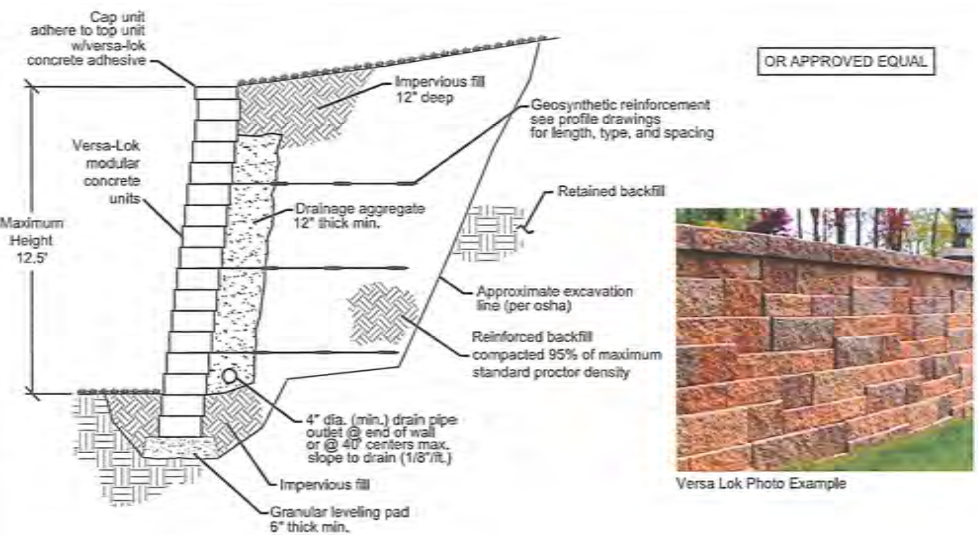 Cap unit
adhere to top unit
w/versa-lok
concrete adhesive
OR APPROVED EQUAL
Impervious fill
12" deep
Geosynthetic reinforcement
see profile drawings
for length, type, and spacing
Versa-Lok
modular
concrete
units
Retained backfill
Drainage aggregate
12" thick min.
Maximum
Height
12.5'
Approximate excavation
line (per osha)
Reinforced backfill
compacted 95% of maximum
standard proctor density
4" dia. (min.) drain pipe
outlet @ end of wall
or @ 40' centers max.
slope to drain (1/8"/ft.)
Versa Lok Photo Example
Impervious fill
Granular leveling pad
6" thick min.